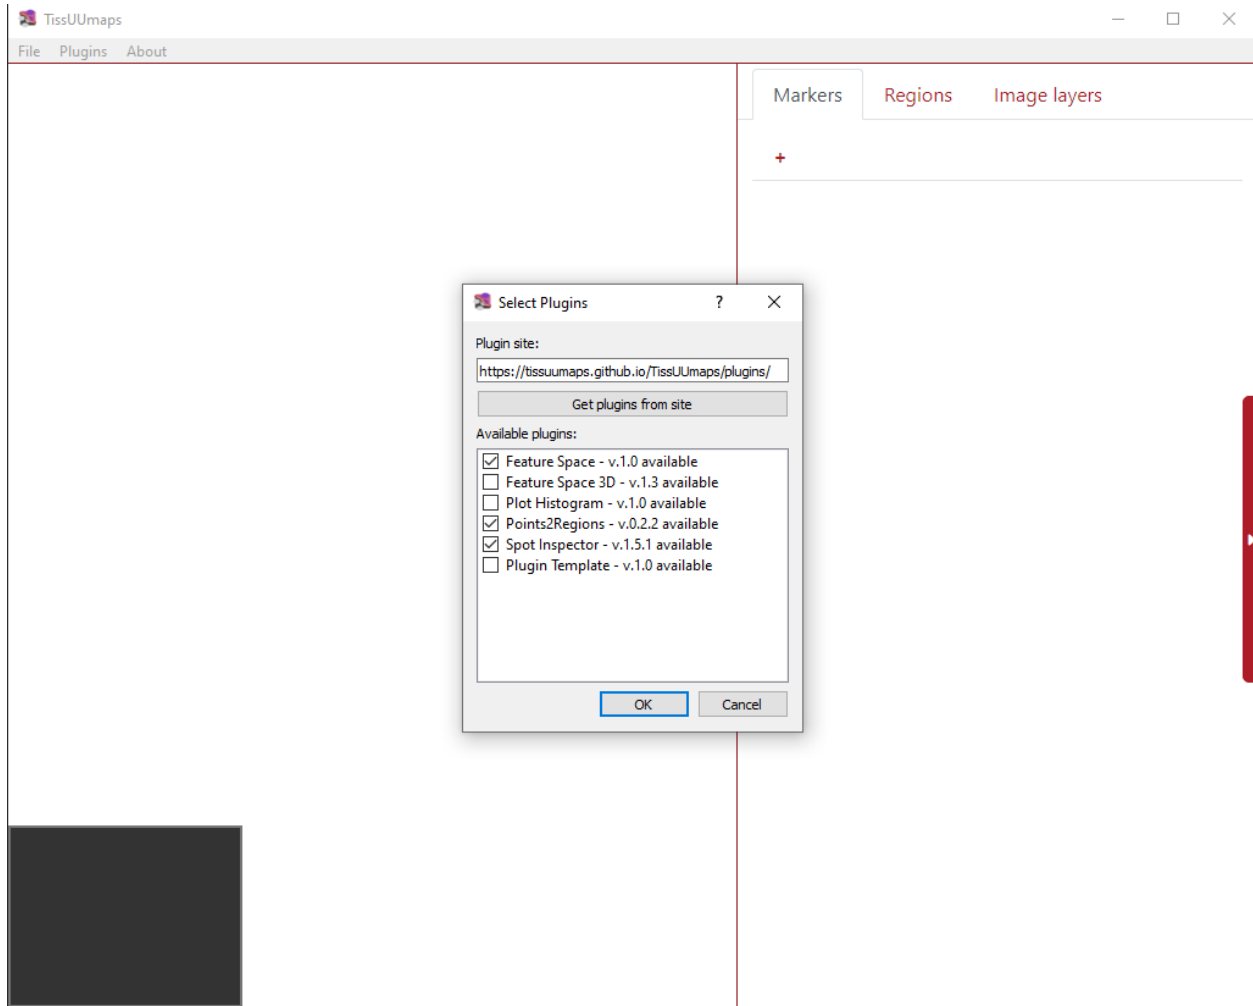 TissUUmaps
File Plugins About
Markers Regions Image layers
+
Select Plugins ?
Plugin site:
https://tissuumaps.github.io/TissUUmaps/plugins/
Get plugins from site
Available plugins:
Feature Space - v.1.0 available
Feature Space 3D - v.1.3 available
Plot Histogram - v.1.0 available
Points2Regions - v.0.2.2 available
Spot Inspector - v.1.5.1 available
Plugin Template - v.1.0 available
OK Cancel